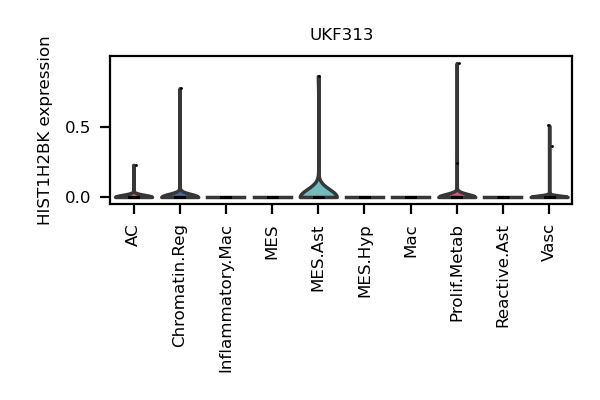 UKF313
HIST1H2BK expression
0.5
0.0
AC
Chromatin.Reg
Inflammatory.Mac
MES
MES.Ast
MES.Hyp
Mac
Prolif.Metab
Reactive.Ast
Vasc